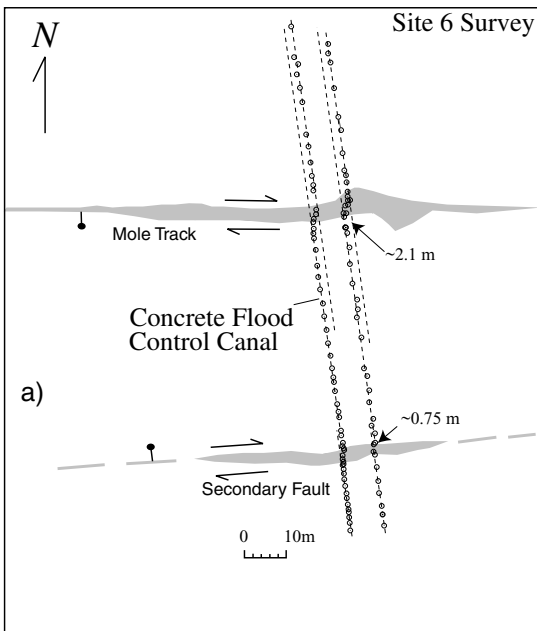 Site 6 Survey
N
Mole Track
~2.1 m
Concrete Flood
Control Canal
a)
~0.75 m
Secondary Fault
0 10m